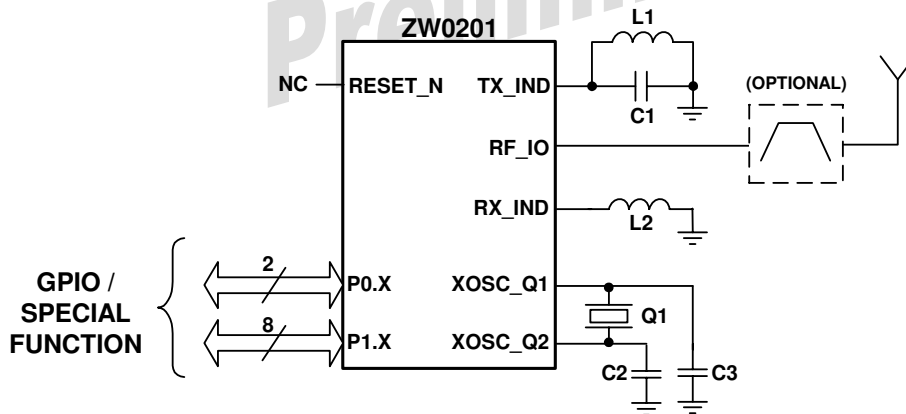 ZW0201
L1
NC
RESET_N
TX_IND
C1
(OPTIONAL)
RF_IO
RX_IND
L2
GPIO /
SPECIAL
FUNCTION
2
P0.X
XOSC_Q1
Q1
8
P1.X
XOSC_Q2
C2
C3